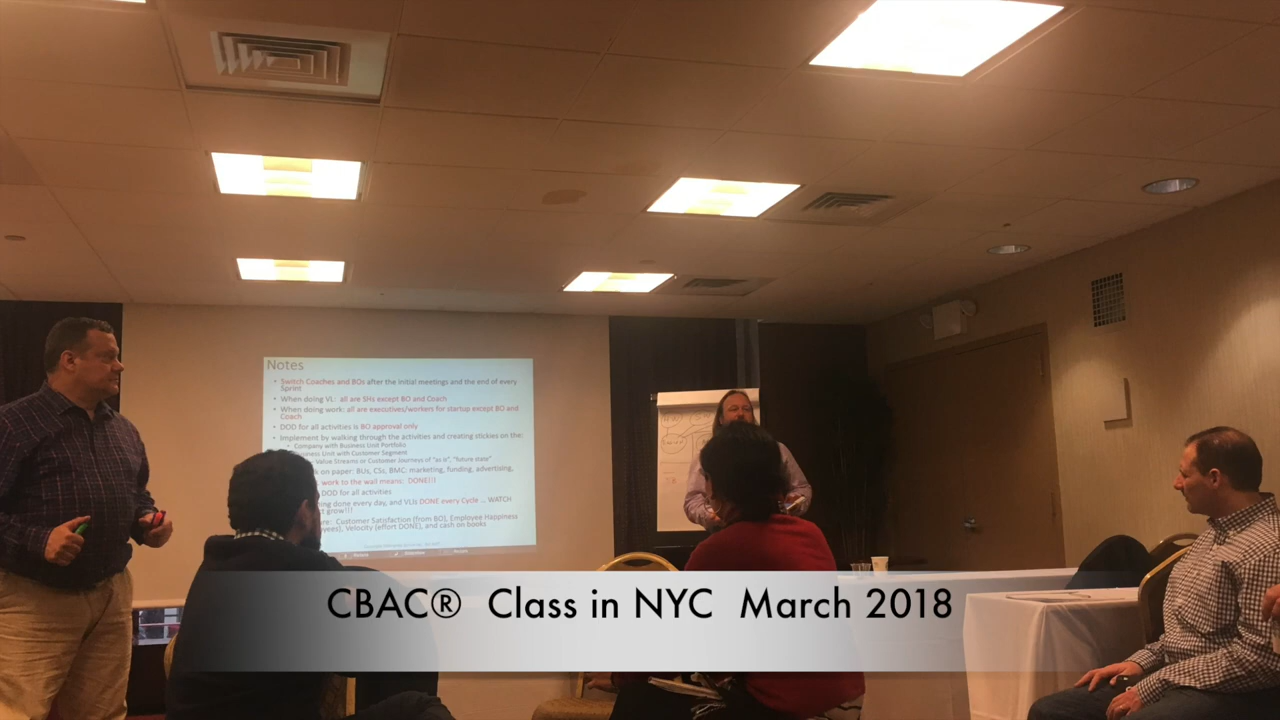 Notes
• Switch Coaches and BOs after the initial meetings and the end of every
Sprint
• When doing VL: all are SHs except BO and Coach
• When doing work: all are executives/workers for startup except BO and
Coach
• DOD for all activities is BO approval only
• Implement by walking through the activities and creating stickies on the:
• Company with Business Unit Portfolio
Business Unit with Customer Segment
Value Streams or Customer Journeys of "as is", "future state"
on paper: BUs, CSs, BMC: marketing, funding, advertising,
work to the wall means: DONE!!!
DOD for all activities
done every day, and VLIs DONE every Cycle ... WATCH
grow!!!
Customer Satisfaction (from BO), Employee Happiness
Velocity (effort DONE), and cash on books
CBAC® Class in NYC March 2018